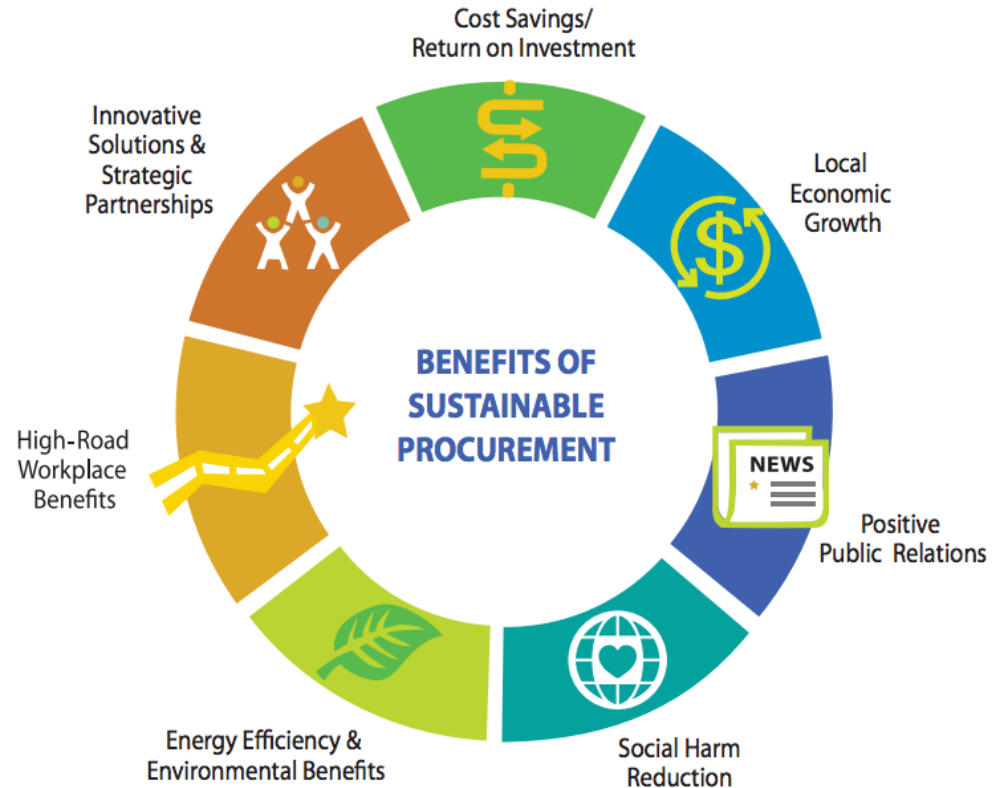 Cost Savings/
Return on Investment
Innovative
Solutions &
Strategic
Partnerships
Local
Economic
Growth
$
BENEFITS OF
SUSTAINABLE
PROCUREMENT
High-Road
Workplace
Benefits
NEWS
Positive
Public Relations
Energy Efficiency &
Environmental Benefits
Social Harm
Reduction